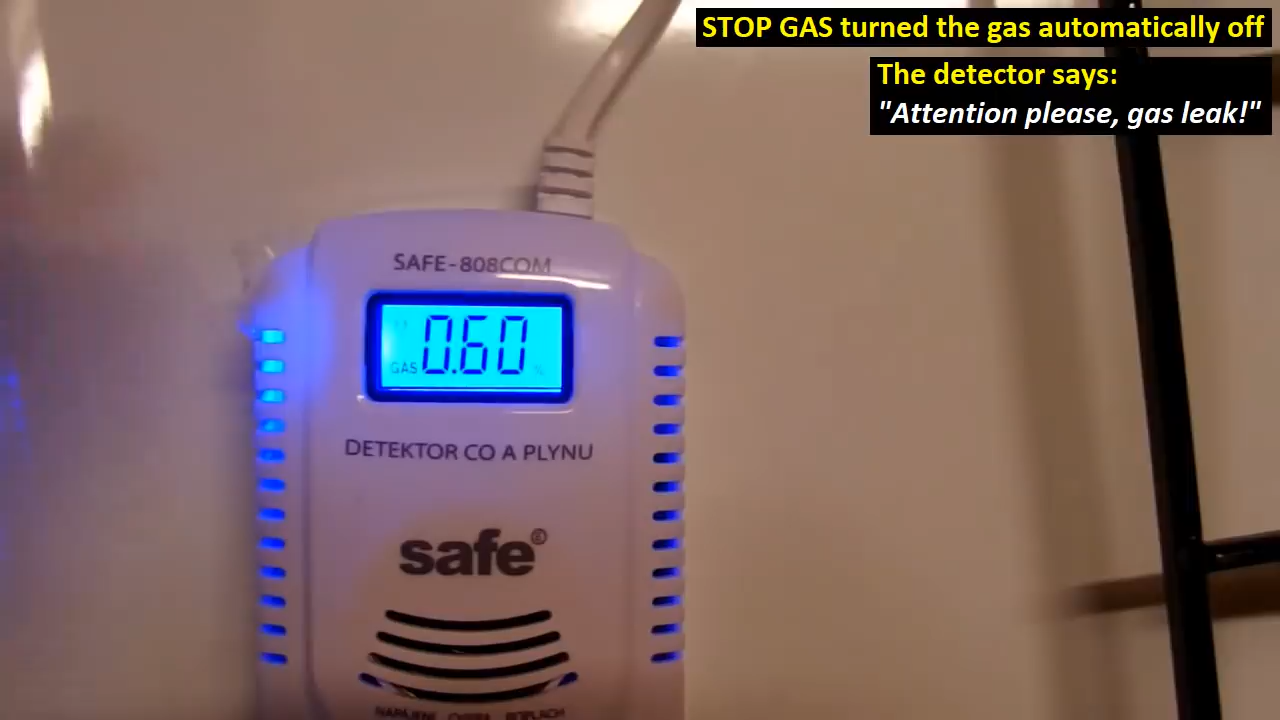 STOP GAS turned the gas automatically off
The detector says:
"Attention please, gas leak!"
SAFE-808COM
0.60
GAS
DETEKTOR CO A PLYNU
safe®